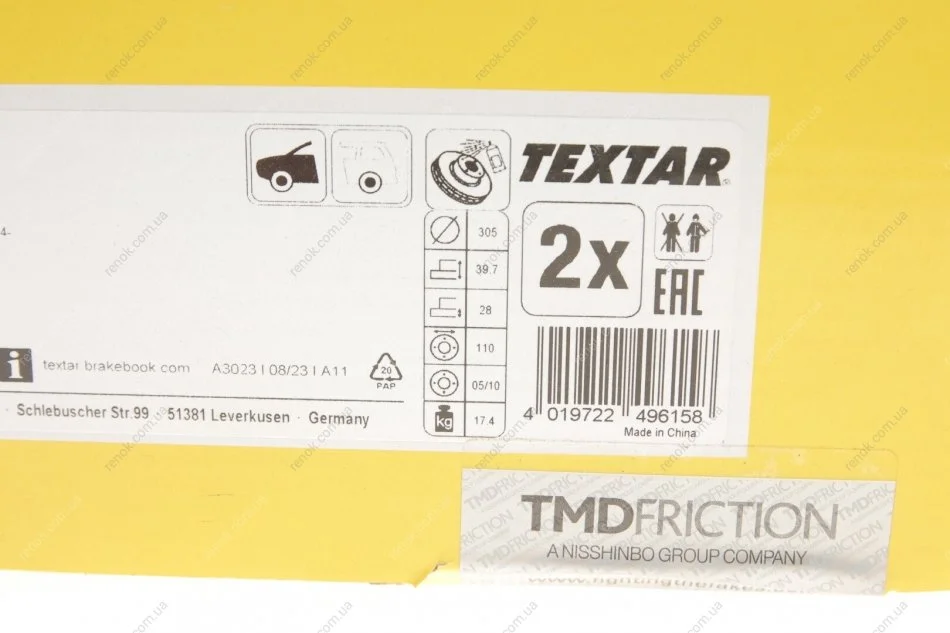 TEXTAR
305
39.7
28
110
05/10
kg 17.4
2x
EAC
4-
i textar brakebook com A3023 | 08/23 | A11
20
PAP
· Schlebuscher Str.99 · 51381 Leverkusen · Germany
4 019722 496158
Made in China
TMDFRICTION
A NISSHINBO GROUP COMPANY
renok.com.ua